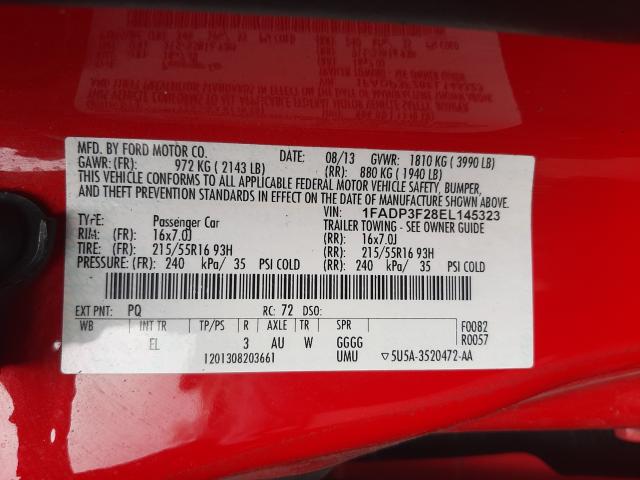 MFD. BY FORD MOTOR CO. DATE: 08/13 GVWR: 1810 KG ( 3990 LB)
GAWR: (FR): 972 KG ( 2143 LB) (RR): 880 KG ( 1940 LB)
THIS VEHICLE CONFORMS TO ALL APPLICABLE FEDERAL MOTOR VEHICLE SAFETY, BUMPER,
AND THEFT PREVENTION STANDARDS IN EFFECT ON THE DATE OF MANUFACTURE SHOWN ABOVE.
VIN: 1FADP3F28EL145323
TYPE: Passenger Car TRAILER TOWING - SEE OWNER GUIDE
RIM: (FR): 16x7.0J (RR): 16x7.0J
TIRE: (FR): 215/55R16 93H (RR): 215/55R16 93H
PRESSURE: (FR): 240 kPa/ 35 PSI COLD (RR): 240 kPa/ 35 PSI COLD
EXT PNT: PQ RC: 72 DSO:
WB INT TR TP/PS R AXLE TR SPR F0082
EL 3 AU W GGGG R0057
1201308203661 UMU ▽5U5A-3520472-AA